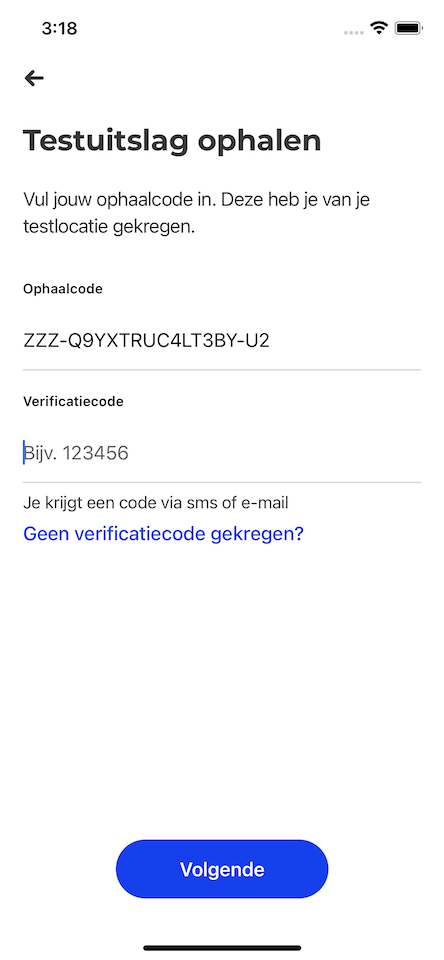 3:18
Testuitslag ophalen
Vul jouw ophaalcode in. Deze heb je van je
testlocatie gekregen.
Ophaalcode
ZZZ-Q9YXTRUC4LT3BY-U2
Verificatiecode
Bijv. 123456
Je krijgt een code via sms of e-mail
Geen verificatiecode gekregen?
Volgende